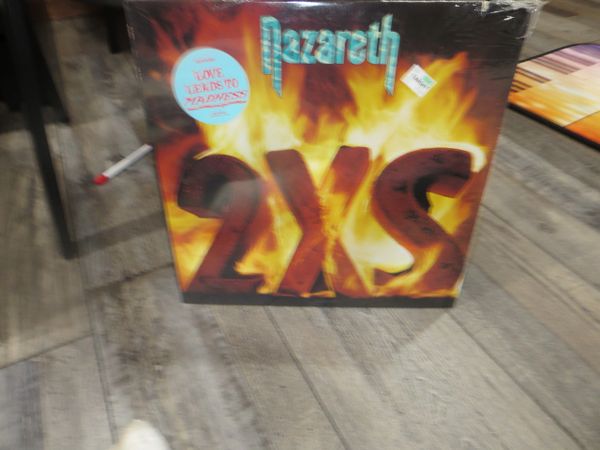 Nazareth
LOVE
LEADS TO
MADNESS
2XS